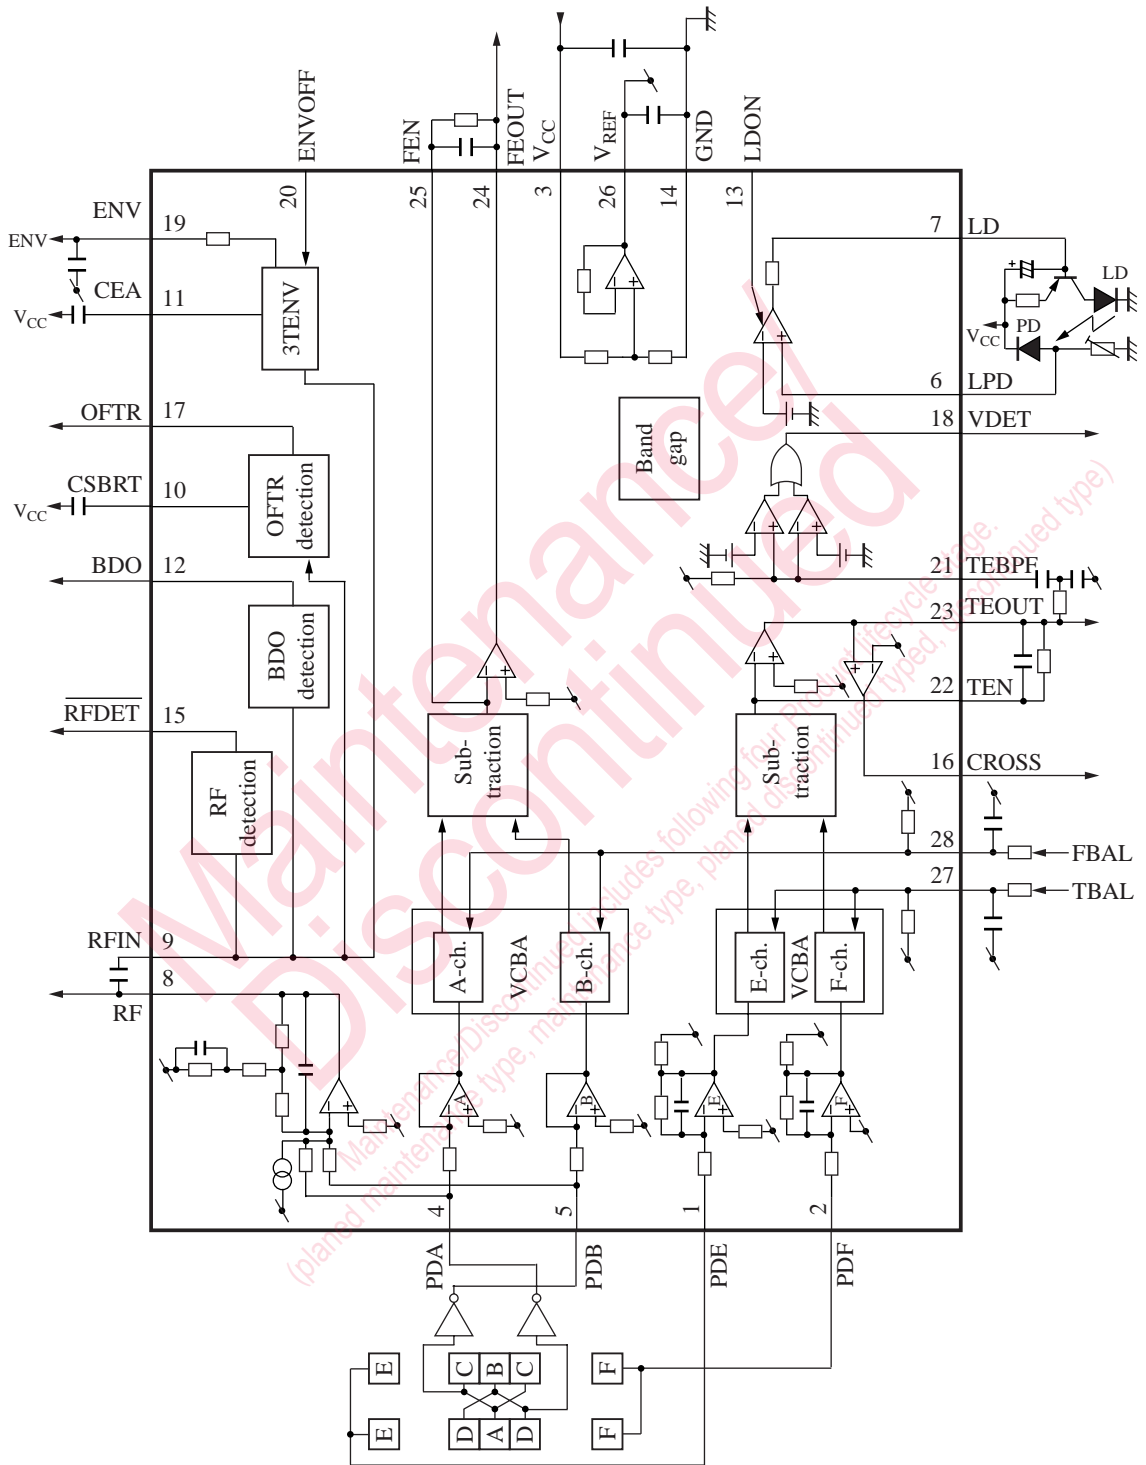 ENVOFF
20
FEN
25
FEOUT
24
VCC
3
VREF
26
GND
14
LDON
13
ENV
ENV
19
CEA
VCC
11
3TENV
OFTR
17
CSBRT
VCC
10
OFTR
detection
BDO
12
BDO
detection
RFDET
15
RF
detection
RFIN
9
8
RF
Band
gap
7
LD
+
LD
VCC
PD
6
LPD
18
VDET
21
TEBPF
23
TEOUT
22
TEN
16
CROSS
28
FBAL
27
TBAL
Sub-
traction
Sub-
traction
A-ch.
VCBA
B-ch.
E-ch.
VCBA
F-ch.
A
B
E
F
4
5
1
2
PDA
PDB
PDE
PDF
E
C
B
C
F
E
D
A
D
F
Maintenance/
Discontinued
Maintenance/Discontinued includes following four Product lifecycle stage.
(planed maintenance type, maintenance type, planed discontinued typed, discontinued type)